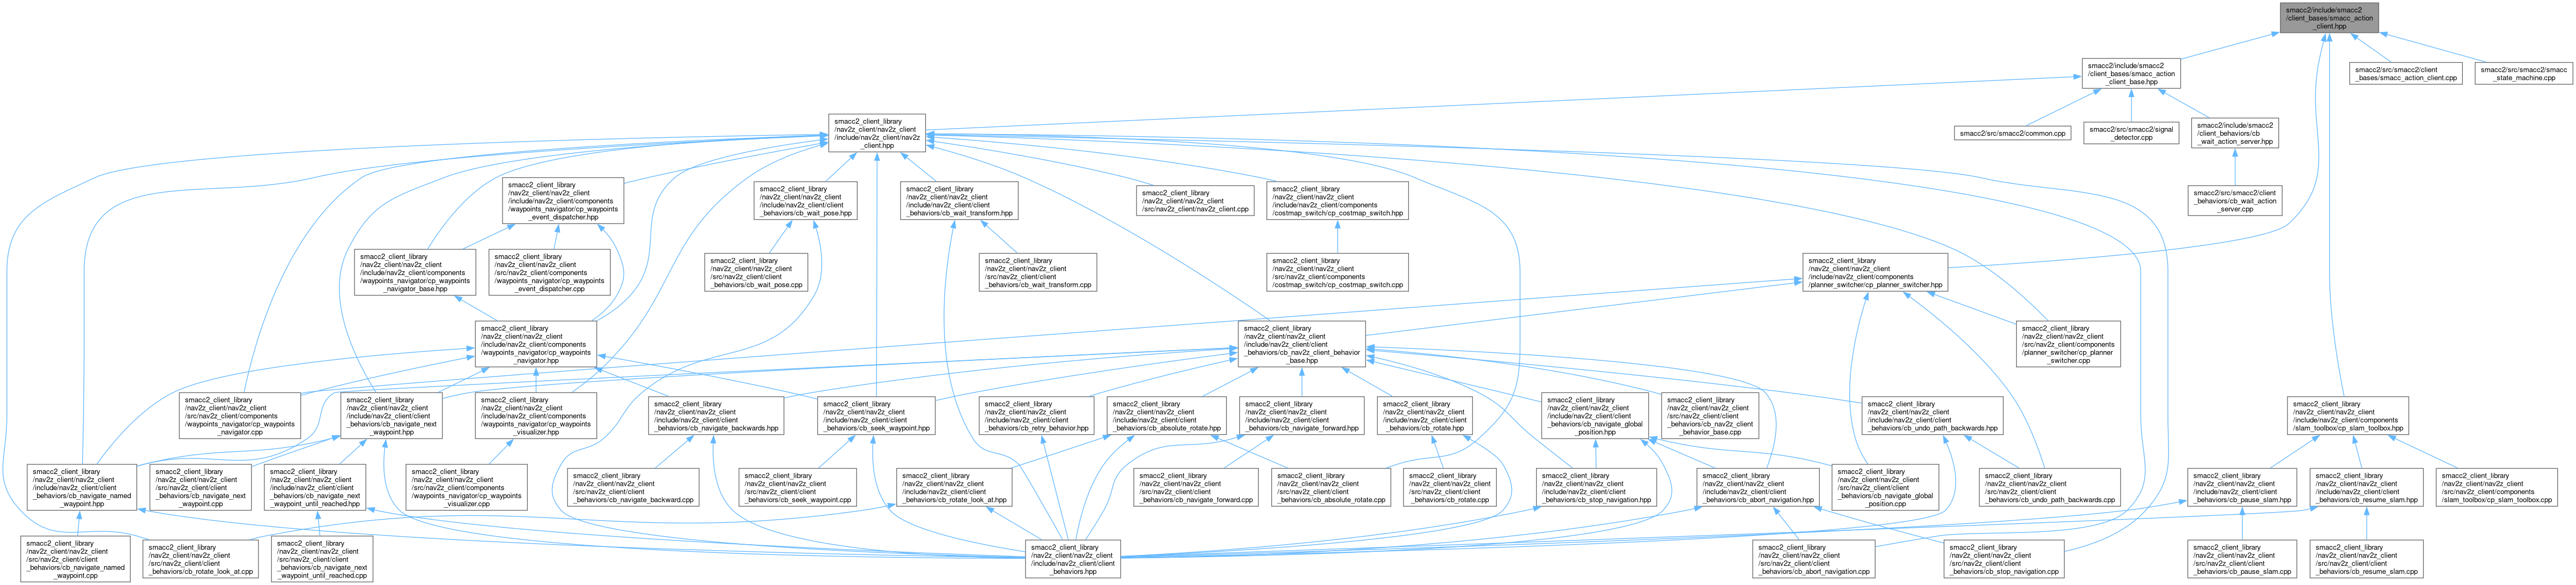 smacc2/include/smacc2
/client_bases/smacc_action
_client.hpp
smacc2/include/smacc2
/client_bases/smacc_action
_client_base.hpp
smacc2/src/smacc2/client
_bases/smacc_action_client.cpp
smacc2/src/smacc2/smacc
_state_machine.cpp
smacc2_client_library
/nav2z_client/nav2z_client
/include/nav2z_client/nav2z
_client.hpp
smacc2/src/smacc2/common.cpp
smacc2/src/smacc2/signal
_detector.cpp
smacc2/include/smacc2
/client_behaviors/cb
_wait_action_server.hpp
smacc2_client_library
/nav2z_client/nav2z_client
/include/nav2z_client/components
/waypoints_navigator/cp_waypoints
_event_dispatcher.hpp
smacc2_client_library
/nav2z_client/nav2z_client
/include/nav2z_client/client
_behaviors/cb_wait_pose.hpp
smacc2_client_library
/nav2z_client/nav2z_client
/include/nav2z_client/client
_behaviors/cb_wait_transform.hpp
smacc2_client_library
/nav2z_client/nav2z_client
/src/nav2z_client/nav2z_client.cpp
smacc2_client_library
/nav2z_client/nav2z_client
/include/nav2z_client/components
/costmap_switch/cp_costmap_switch.hpp
smacc2/src/smacc2/client
_behaviors/cb_wait_action
_server.cpp
smacc2_client_library
/nav2z_client/nav2z_client
/include/nav2z_client/components
/waypoints_navigator/cp_waypoints
_navigator_base.hpp
smacc2_client_library
/nav2z_client/nav2z_client
/src/nav2z_client/components
/waypoints_navigator/cp_waypoints
_event_dispatcher.cpp
smacc2_client_library
/nav2z_client/nav2z_client
/src/nav2z_client/client
_behaviors/cb_wait_pose.cpp
smacc2_client_library
/nav2z_client/nav2z_client
/src/nav2z_client/client
_behaviors/cb_wait_transform.cpp
smacc2_client_library
/nav2z_client/nav2z_client
/src/nav2z_client/components
/costmap_switch/cp_costmap_switch.cpp
smacc2_client_library
/nav2z_client/nav2z_client
/include/nav2z_client/components
/planner_switcher/cp_planner_switcher.hpp
smacc2_client_library
/nav2z_client/nav2z_client
/include/nav2z_client/components
/waypoints_navigator/cp_waypoints
_navigator.hpp
smacc2_client_library
/nav2z_client/nav2z_client
/include/nav2z_client/client
_behaviors/cb_nav2z_client_behavior
_base.hpp
smacc2_client_library
/nav2z_client/nav2z_client
/src/nav2z_client/components
/planner_switcher/cp_planner
_switcher.cpp
smacc2_client_library
/nav2z_client/nav2z_client
/src/nav2z_client/components
/waypoints_navigator/cp_waypoints
_navigator.cpp
smacc2_client_library
/nav2z_client/nav2z_client
/include/nav2z_client/client
_behaviors/cb_navigate_next
_waypoint.hpp
smacc2_client_library
/nav2z_client/nav2z_client
/include/nav2z_client/components
/waypoints_navigator/cp_waypoints
_visualizer.hpp
smacc2_client_library
/nav2z_client/nav2z_client
/include/nav2z_client/client
_behaviors/cb_navigate_backwards.hpp
smacc2_client_library
/nav2z_client/nav2z_client
/include/nav2z_client/client
_behaviors/cb_seek_waypoint.hpp
smacc2_client_library
/nav2z_client/nav2z_client
/include/nav2z_client/client
_behaviors/cb_retry_behavior.hpp
smacc2_client_library
/nav2z_client/nav2z_client
/include/nav2z_client/client
_behaviors/cb_absolute_rotate.hpp
smacc2_client_library
/nav2z_client/nav2z_client
/include/nav2z_client/client
_behaviors/cb_navigate_forward.hpp
smacc2_client_library
/nav2z_client/nav2z_client
/include/nav2z_client/client
_behaviors/cb_rotate.hpp
smacc2_client_library
/nav2z_client/nav2z_client
/include/nav2z_client/client
_behaviors/cb_navigate_global
_position.hpp
smacc2_client_library
/nav2z_client/nav2z_client
/src/nav2z_client/client
_behaviors/cb_nav2z_client
_behavior_base.cpp
smacc2_client_library
/nav2z_client/nav2z_client
/include/nav2z_client/client
_behaviors/cb_undo_path_backwards.hpp
smacc2_client_library
/nav2z_client/nav2z_client
/include/nav2z_client/components
/slam_toolbox/cp_slam_toolbox.hpp
smacc2_client_library
/nav2z_client/nav2z_client
/include/nav2z_client/client
_behaviors/cb_navigate_named
_waypoint.hpp
smacc2_client_library
/nav2z_client/nav2z_client
/src/nav2z_client/client
_behaviors/cb_navigate_next
_waypoint.cpp
smacc2_client_library
/nav2z_client/nav2z_client
/include/nav2z_client/client
_behaviors/cb_navigate_next
_waypoint_until_reached.hpp
smacc2_client_library
/nav2z_client/nav2z_client
/src/nav2z_client/components
/waypoints_navigator/cp_waypoints
_visualizer.cpp
smacc2_client_library
/nav2z_client/nav2z_client
/src/nav2z_client/client
_behaviors/cb_navigate_backward.cpp
smacc2_client_library
/nav2z_client/nav2z_client
/src/nav2z_client/client
_behaviors/cb_seek_waypoint.cpp
smacc2_client_library
/nav2z_client/nav2z_client
/include/nav2z_client/client
_behaviors/cb_rotate_look_at.hpp
smacc2_client_library
/nav2z_client/nav2z_client
/src/nav2z_client/client
_behaviors/cb_navigate_forward.cpp
smacc2_client_library
/nav2z_client/nav2z_client
/src/nav2z_client/client
_behaviors/cb_absolute_rotate.cpp
smacc2_client_library
/nav2z_client/nav2z_client
/src/nav2z_client/client
_behaviors/cb_rotate.cpp
smacc2_client_library
/nav2z_client/nav2z_client
/include/nav2z_client/client
_behaviors/cb_stop_navigation.hpp
smacc2_client_library
/nav2z_client/nav2z_client
/include/nav2z_client/client
_behaviors/cb_abort_navigation.hpp
smacc2_client_library
/nav2z_client/nav2z_client
/src/nav2z_client/client
_behaviors/cb_navigate_global
_position.cpp
smacc2_client_library
/nav2z_client/nav2z_client
/src/nav2z_client/client
_behaviors/cb_undo_path_backwards.cpp
smacc2_client_library
/nav2z_client/nav2z_client
/include/nav2z_client/client
_behaviors/cb_pause_slam.hpp
smacc2_client_library
/nav2z_client/nav2z_client
/include/nav2z_client/client
_behaviors/cb_resume_slam.hpp
smacc2_client_library
/nav2z_client/nav2z_client
/src/nav2z_client/components
/slam_toolbox/cp_slam_toolbox.cpp
smacc2_client_library
/nav2z_client/nav2z_client
/src/nav2z_client/client
_behaviors/cb_navigate_named
_waypoint.cpp
smacc2_client_library
/nav2z_client/nav2z_client
/src/nav2z_client/client
_behaviors/cb_rotate_look_at.cpp
smacc2_client_library
/nav2z_client/nav2z_client
/src/nav2z_client/client
_behaviors/cb_navigate_next
_waypoint_until_reached.cpp
smacc2_client_library
/nav2z_client/nav2z_client
/include/nav2z_client/client
_behaviors.hpp
smacc2_client_library
/nav2z_client/nav2z_client
/src/nav2z_client/client
_behaviors/cb_abort_navigation.cpp
smacc2_client_library
/nav2z_client/nav2z_client
/src/nav2z_client/client
_behaviors/cb_stop_navigation.cpp
smacc2_client_library
/nav2z_client/nav2z_client
/src/nav2z_client/client
_behaviors/cb_pause_slam.cpp
smacc2_client_library
/nav2z_client/nav2z_client
/src/nav2z_client/client
_behaviors/cb_resume_slam.cpp